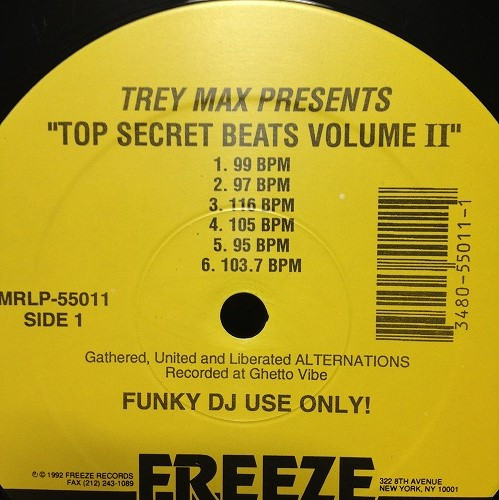 TREY MAX PRESENTS
"TOP SECRET BEATS VOLUME II"
1. 99 BPM
2. 97 BPM
3. 116 BPM
4. 105 BPM
5. 95 BPM
6. 103.7 BPM
MRLP-55011
SIDE 1
3480-55011-1
Gathered, United and Liberated ALTERNATIONS
Recorded at Ghetto Vibe
FUNKY DJ USE ONLY!
℗ © 1992 FREEZE RECORDS
FAX (212) 243-1089
FREEZE
322 8TH AVENUE
NEW YORK, NY 10001